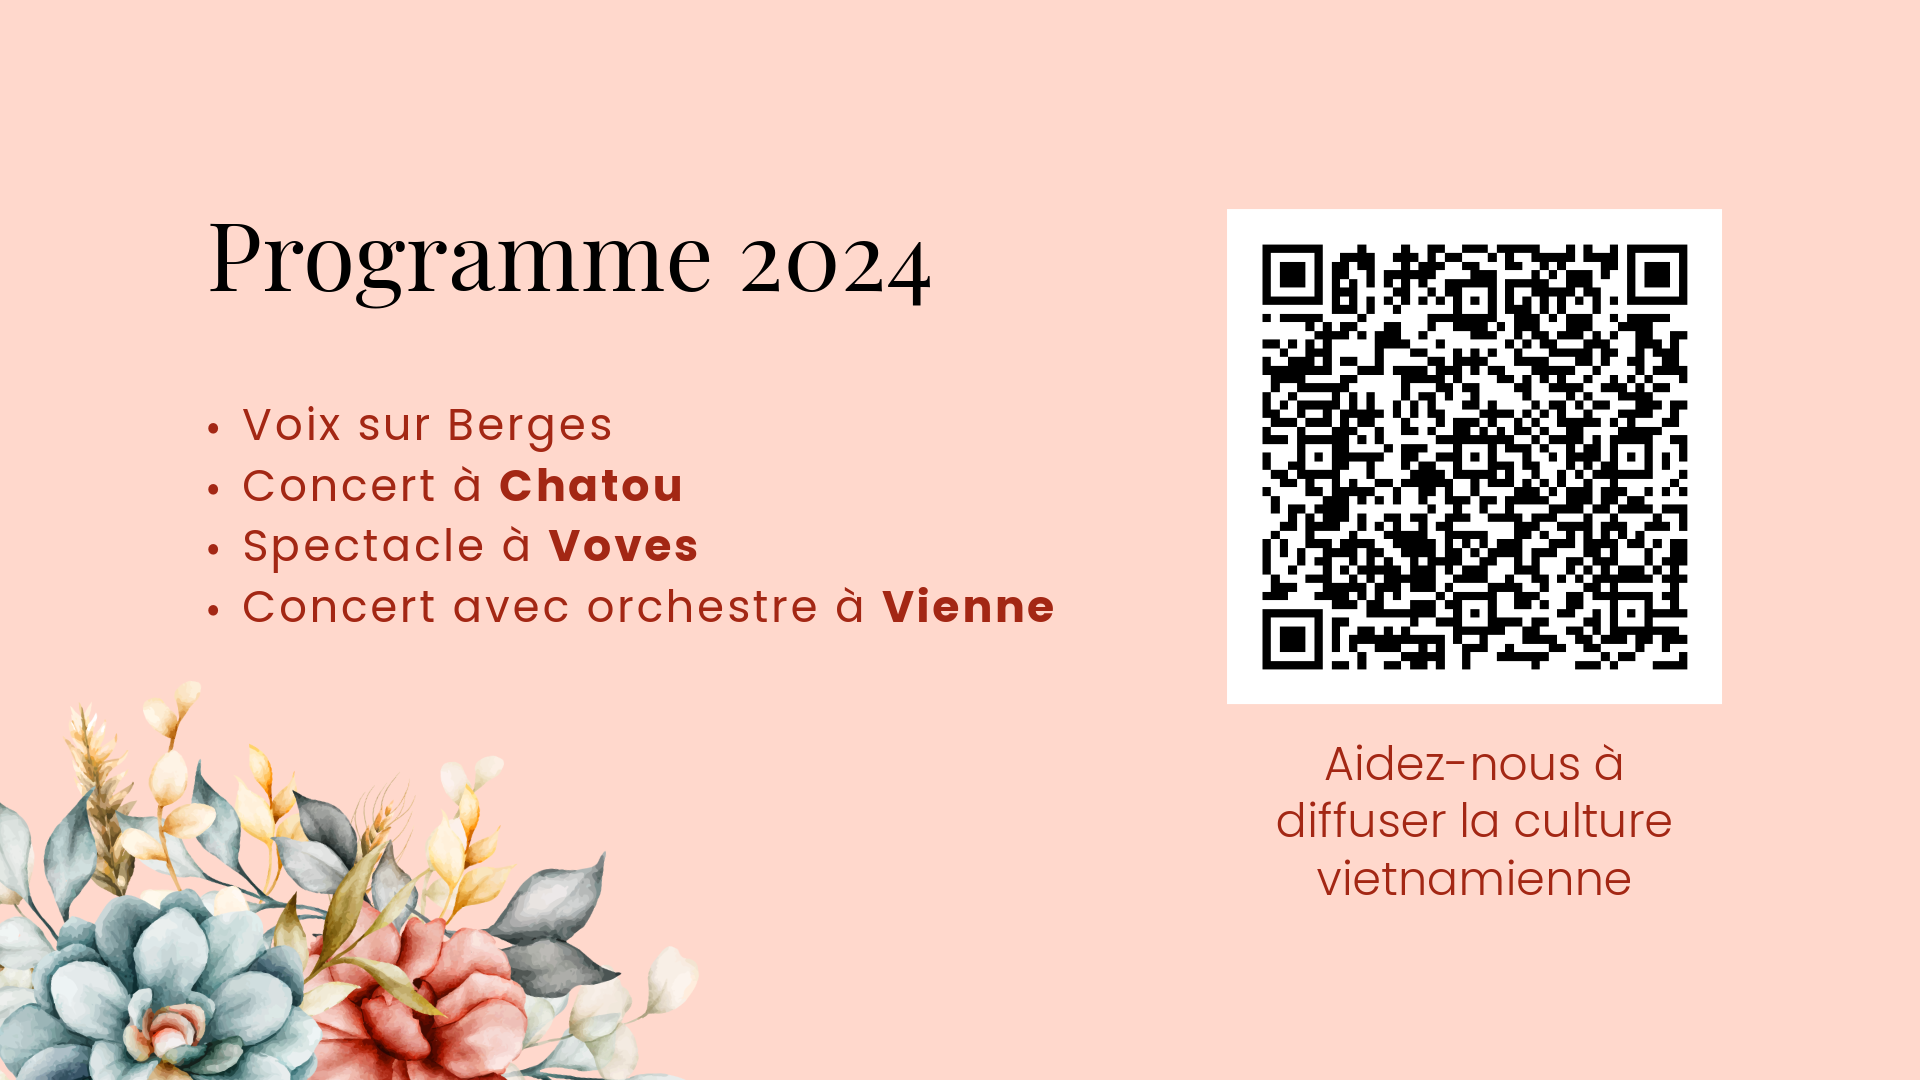 Programme 2024
• Voix sur Berges
• Concert à Chatou
• Spectacle à Voves
• Concert avec orchestre à Vienne
Aidez-nous à
diffuser la culture
vietnamienne